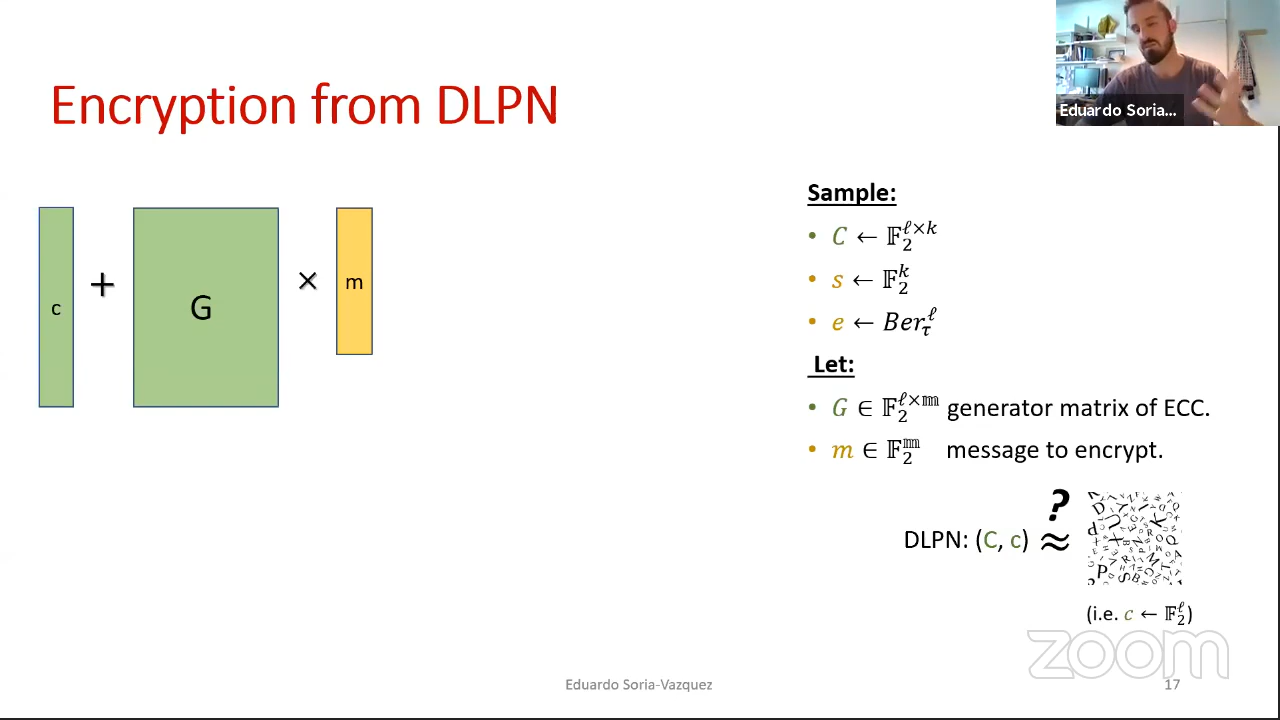 Eduardo Soria...
Encryption from DLPN
c + G × m
Sample:
• C ← 𝔽₂^{ℓ×k}
• s ← 𝔽₂^k
• e ← Ber_τ^ℓ
Let:
• G ∈ 𝔽₂^{ℓ×𝕞} generator matrix of ECC.
• m ∈ 𝔽₂^𝕞 message to encrypt.
?
DLPN: (C, c) ≈
(i.e. c ← 𝔽₂^ℓ)
zoom
Eduardo Soria-Vazquez
17